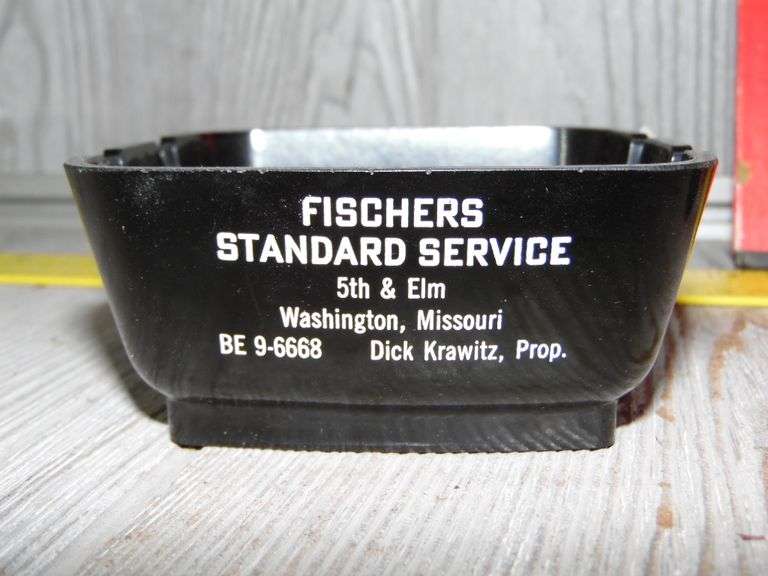 FISCHERS
STANDARD SERVICE
5th & Elm
Washington, Missouri
BE 9-6668 Dick Krawitz, Prop.